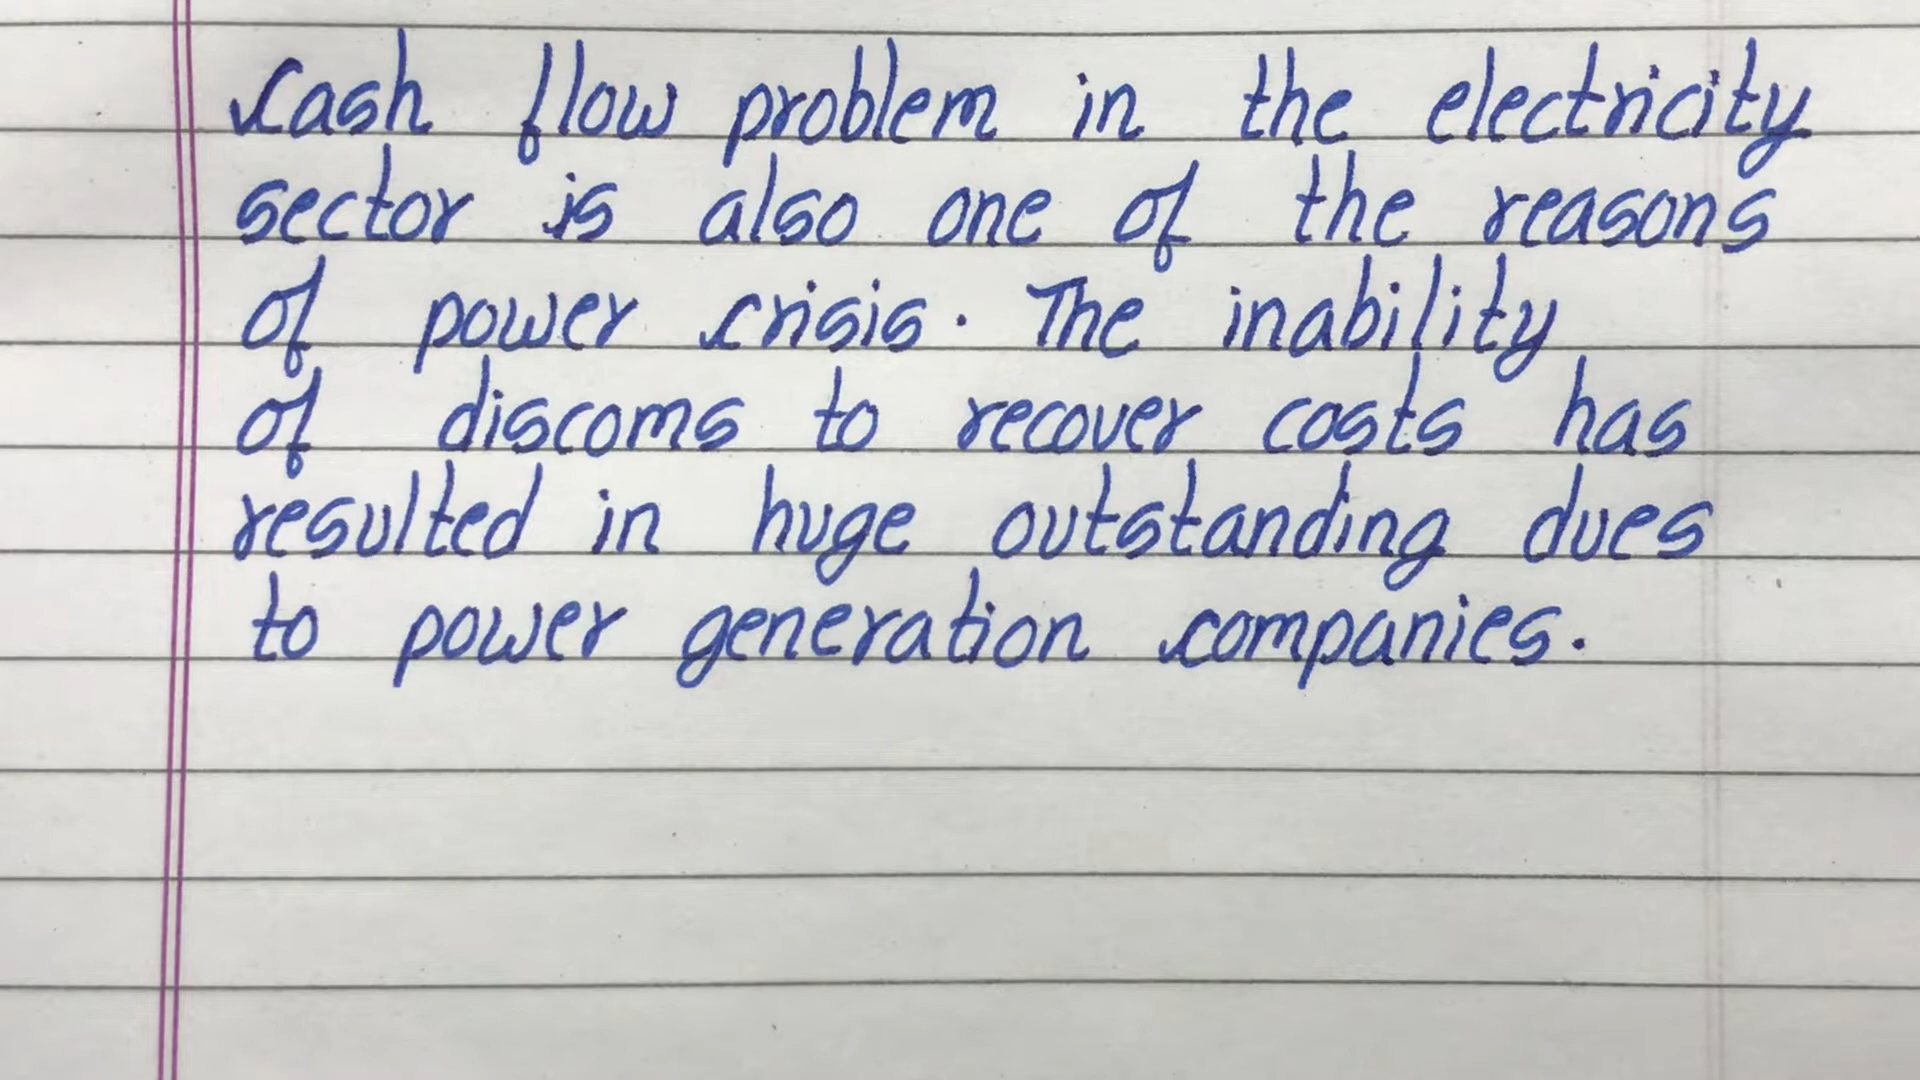 Cash flow problem in the electricity
sector is also one of the reasons
of power crisis. The inability
of discoms to recover costs has
resulted in huge outstanding dues
to power generation companies.